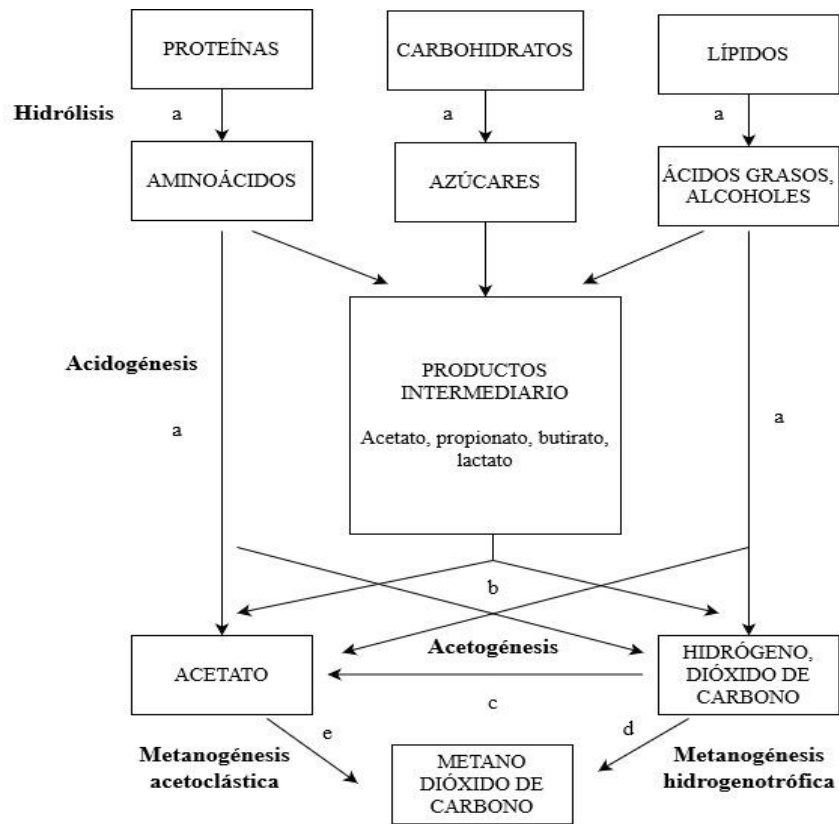 PROTEÍNAS
CARBOHIDRATOS
LÍPIDOS
Hidrólisis
a
a
a
AMINOÁCIDOS
AZÚCARES
ÁCIDOS GRASOS,
ALCOHOLES
Acidogénesis
a
PRODUCTOS
INTERMEDIARIO
Acetato, propionato, butirato,
lactato
a
b
ACETATO
Acetogénesis
HIDRÓGENO,
DIÓXIDO DE
CARBONO
c
e
d
Metanogénesis
acetoclástica
METANO
DIÓXIDO DE
CARBONO
Metanogénesis
hidrogenotrófica